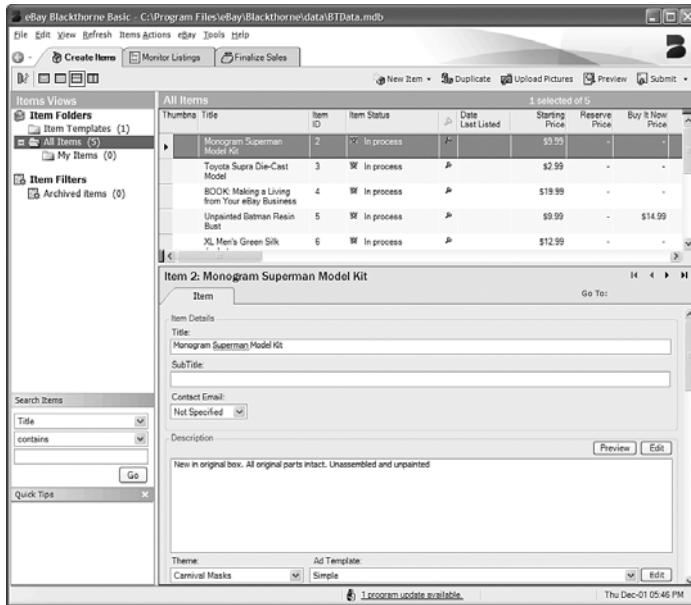 eBay Blackthorne Basic - C:\Program Files\eBay\Blackthorne\data\BTData.mdb
File Edit View Refresh Items Actions eBay Tools Help
Create Items Monitor Listings Finalize Sales
New Item Duplicate Upload Pictures Preview Submit
Items Views
Item Folders
Item Templates (1)
All Items (5)
My Items (0)
Item Filters
Archived items (0)
Search Items
Title
contains
Go
Quick Tips
All Items 1 selected of 5
Thumbna Title Item ID Item Status Date Last Listed Starting Price Reserve Price Buy It Now Price
Monogram Superman Model Kit 2 In process $9.99 - -
Toyota Supra Die-Cast Model 3 In process $2.99 - -
BOOK: Making a Living from Your eBay Business 4 In process $19.99 - -
Unpainted Batman Resin Bust 5 In process $9.99 - $14.99
XL Men's Green Silk 6 In process $12.99 - -
Item 2: Monogram Superman Model Kit
Item
Go To:
Item Details
Title:
Monogram Superman Model Kit
SubTitle:
Contact Email:
Not Specified
Description
Preview Edit
New in original box. All original parts intact. Unassembled and unpainted
Theme: Ad Template:
Carnival Masks Simple Edit
1 program update available. Thu Dec-01 05:46 PM